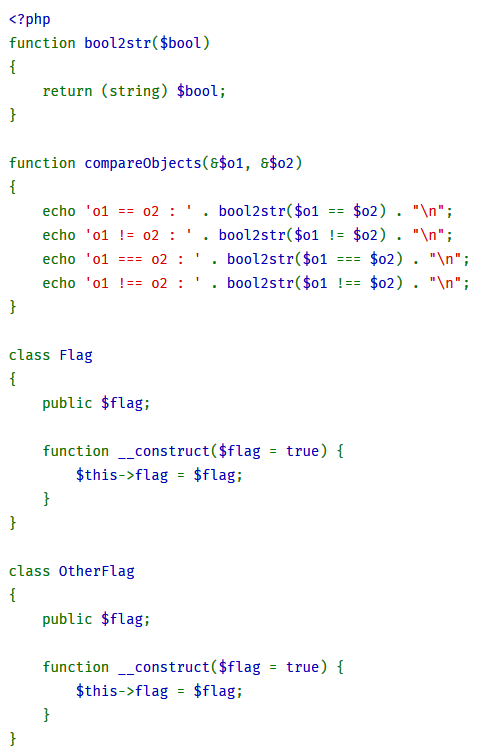 <?php
function bool2str($bool)
{
    return (string) $bool;
}

function compareObjects(&$o1, &$o2)
{
    echo 'o1 == o2 : ' . bool2str($o1 == $o2) . "\n";
    echo 'o1 != o2 : ' . bool2str($o1 != $o2) . "\n";
    echo 'o1 === o2 : ' . bool2str($o1 === $o2) . "\n";
    echo 'o1 !== o2 : ' . bool2str($o1 !== $o2) . "\n";
}

class Flag
{
    public $flag;

    function __construct($flag = true) {
        $this->flag = $flag;
    }
}

class OtherFlag
{
    public $flag;

    function __construct($flag = true) {
        $this->flag = $flag;
    }
}